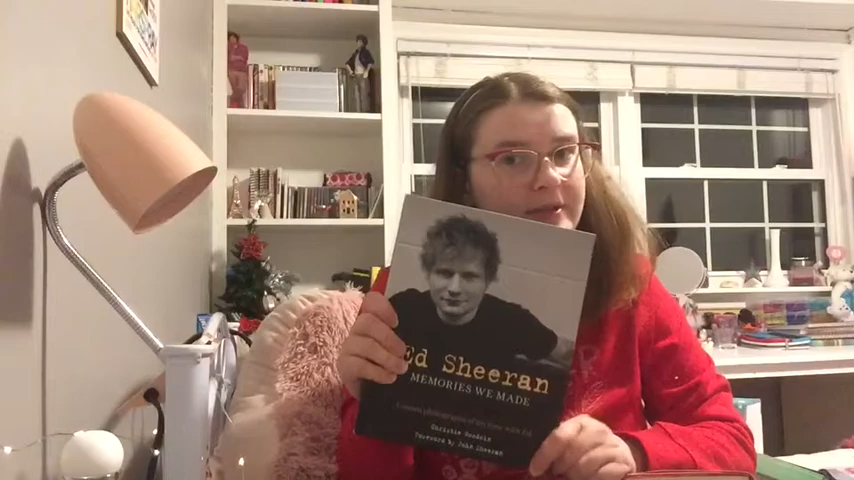 Ed Sheeran
MEMORIES WE MADE
Christie Goodwin
Foreword by John Sheeran